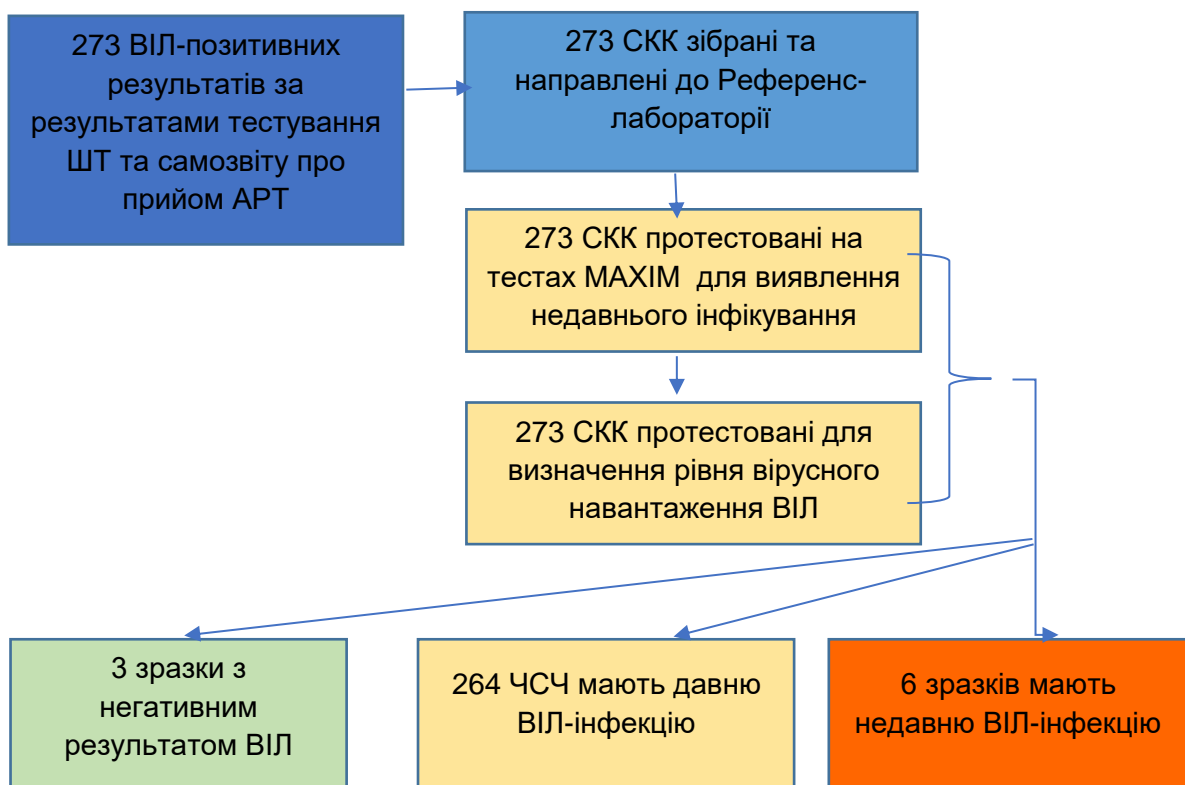 273 ВІЛ-позитивних
результатів за
результатами тестування
ШТ та самозвіту про
прийом АРТ
273 СКК зібрані та
направлені до Референс-
лабораторії
273 СКК протестовані на
тестах MAXIM для виявлення
недавнього інфікування
273 СКК протестовані для
визначення рівня вірусного
навантаження ВІЛ
3 зразки з
негативним
результатом ВІЛ
264 ЧСЧ мають давню
ВІЛ-інфекцію
6 зразків мають
недавню ВІЛ-інфекцію